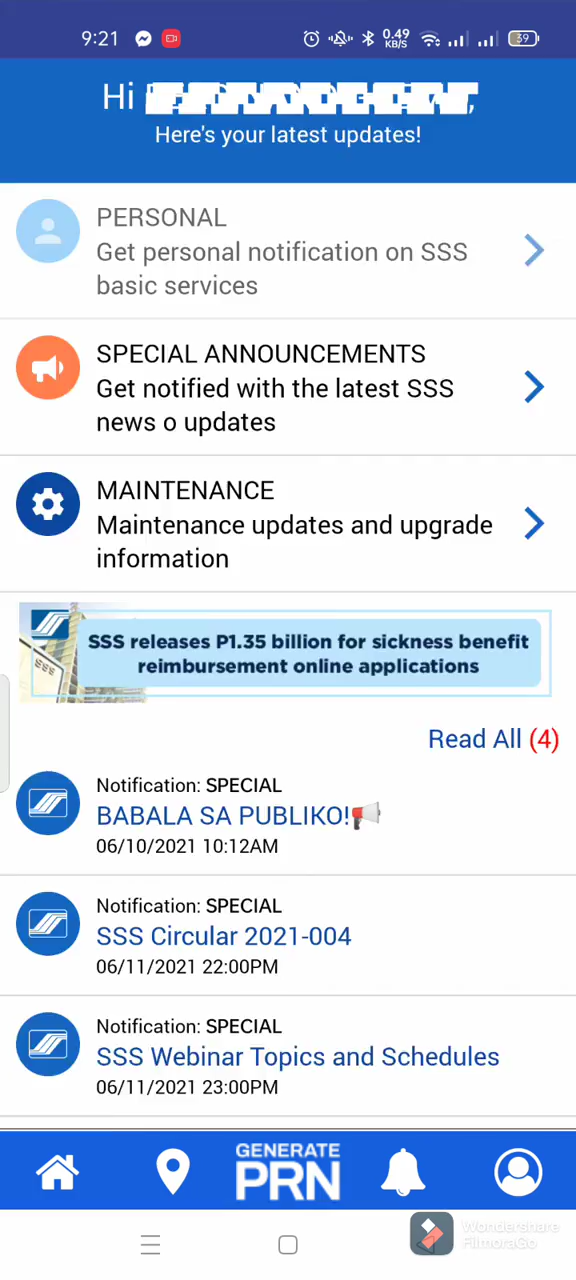 9:21
0.49
KB/S
39
Hi
Here's your latest updates!
PERSONAL
Get personal notification on SSS
basic services
SPECIAL ANNOUNCEMENTS
Get notified with the latest SSS
news o updates
MAINTENANCE
Maintenance updates and upgrade
information
SSS
SSS releases P1.35 billion for sickness benefit
reimbursement online applications
Read All (4)
Notification: SPECIAL
BABALA SA PUBLIKO!
06/10/2021 10:12AM
Notification: SPECIAL
SSS Circular 2021-004
06/11/2021 22:00PM
Notification: SPECIAL
SSS Webinar Topics and Schedules
06/11/2021 23:00PM
GENERATE
PRN
Wondershare
FilmoraGo